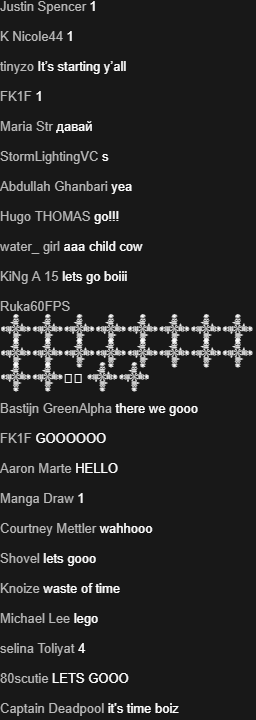 Justin Spencer 1
K Nicole44 1
tinyzo It's starting y'all
FK1F 1
Maria Str давай
StormLightingVC s
Abdullah Ghanbari yea
Hugo THOMAS go!!!
water_ girl aaa child cow
KiNg A 15 lets go boiii
Ruka60FPS
Bastijn GreenAlpha there we gooo
FK1F GOOOOOO
Aaron Marte HELLO
Manga Draw 1
Courtney Mettler wahhooo
Shovel lets gooo
Knoize waste of time
Michael Lee lego
selina Toliyat 4
80scutie LETS GOOO
Captain Deadpool it's time boiz